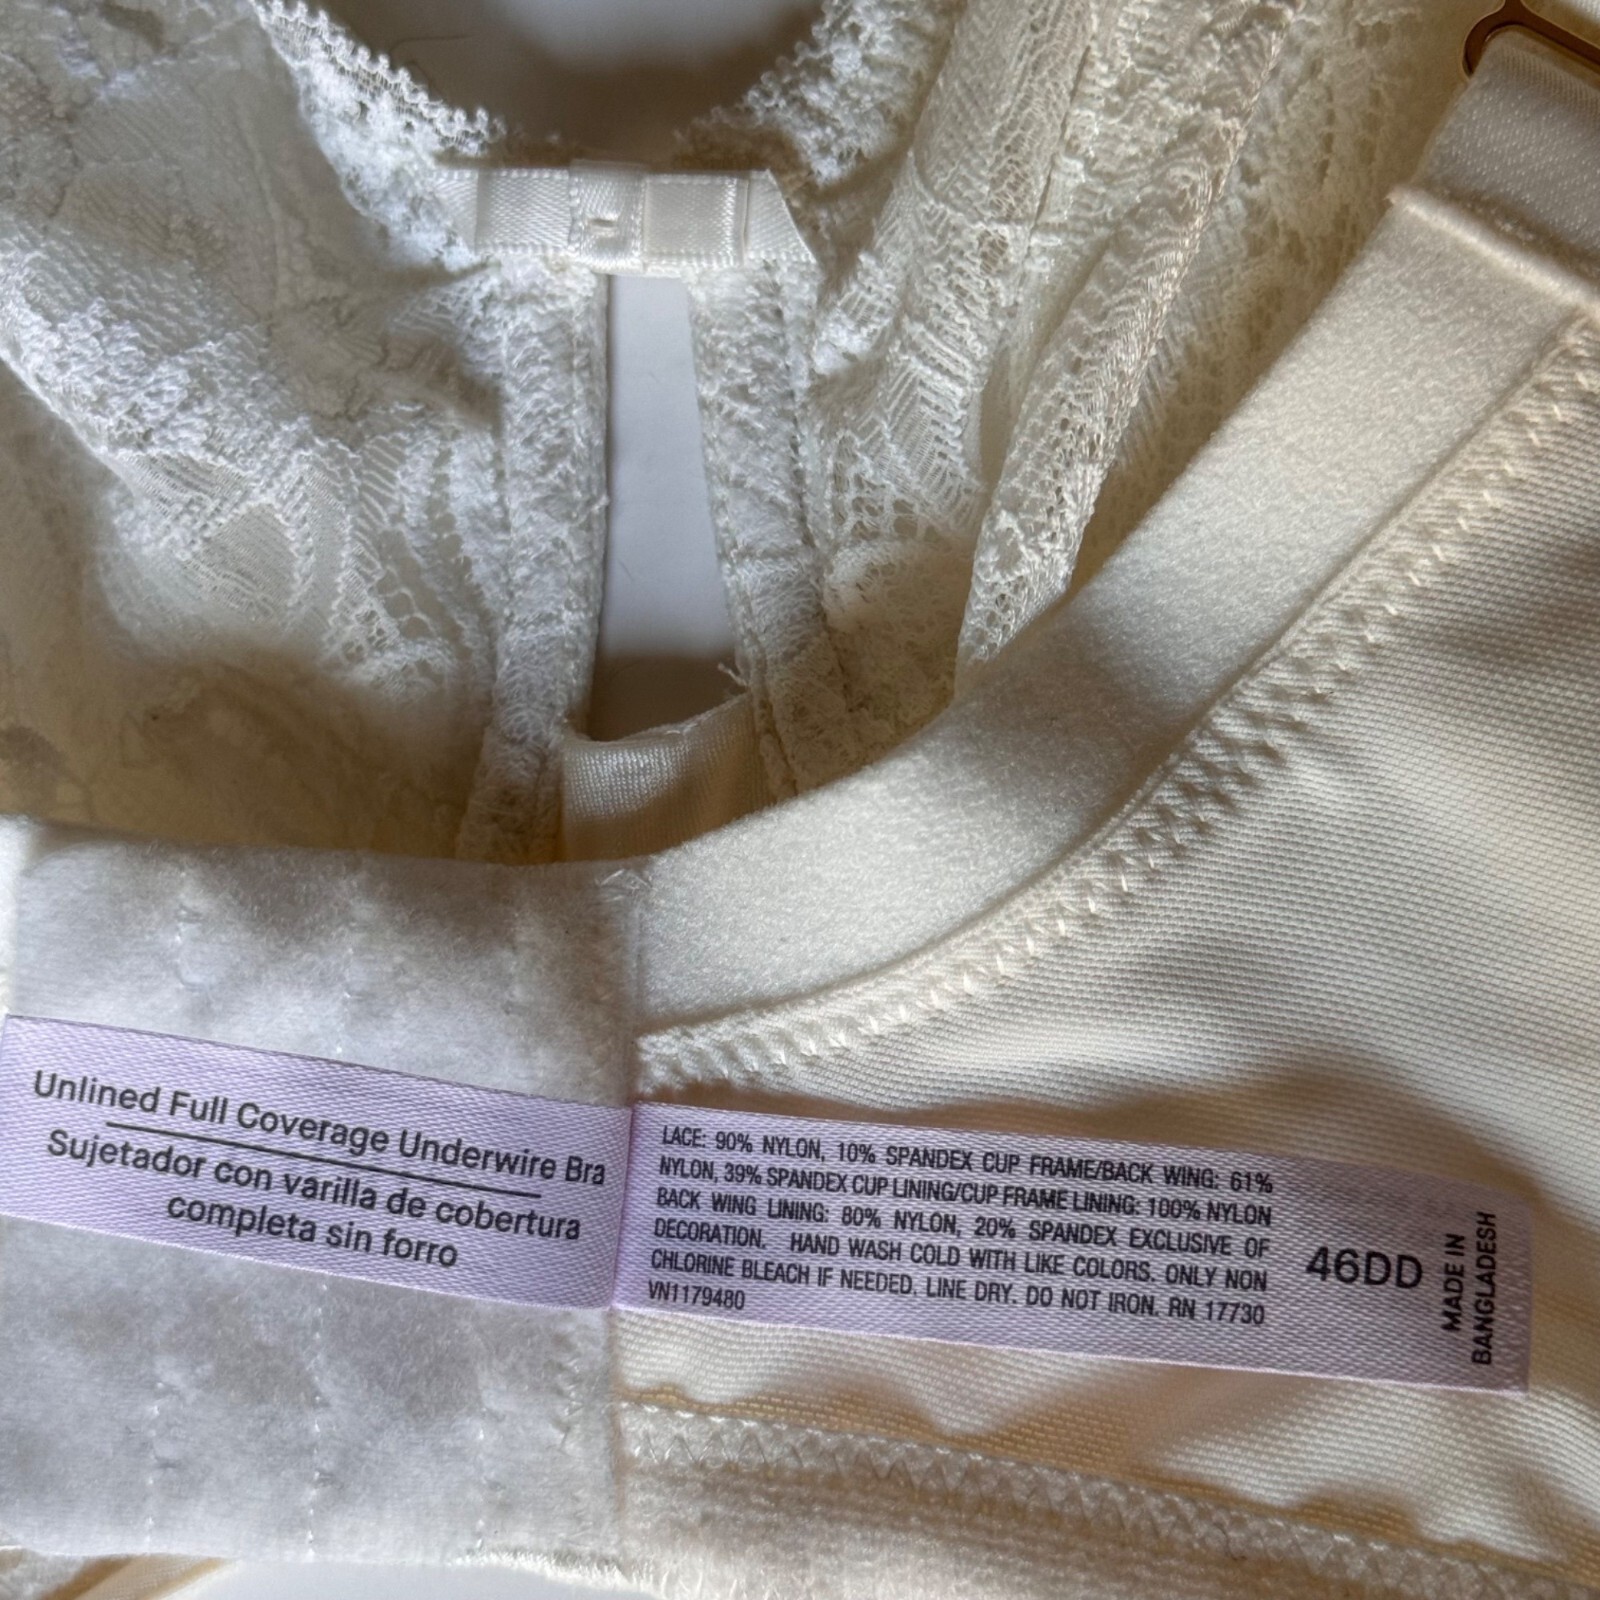 Unlined Full Coverage Underwire Bra
Sujetador con varilla de cobertura
completa sin forro
LACE: 90% NYLON, 10% SPANDEX CUP FRAME/BACK WING: 61%
NYLON, 39% SPANDEX CUP LINING/CUP FRAME LINING: 100% NYLON
BACK WING LINING: 80% NYLON, 20% SPANDEX EXCLUSIVE OF
DECORATION. HAND WASH COLD WITH LIKE COLORS. ONLY NON
CHLORINE BLEACH IF NEEDED. LINE DRY. DO NOT IRON. RN 17730
VN1179480
46DD
MADE IN
BANGLADESH